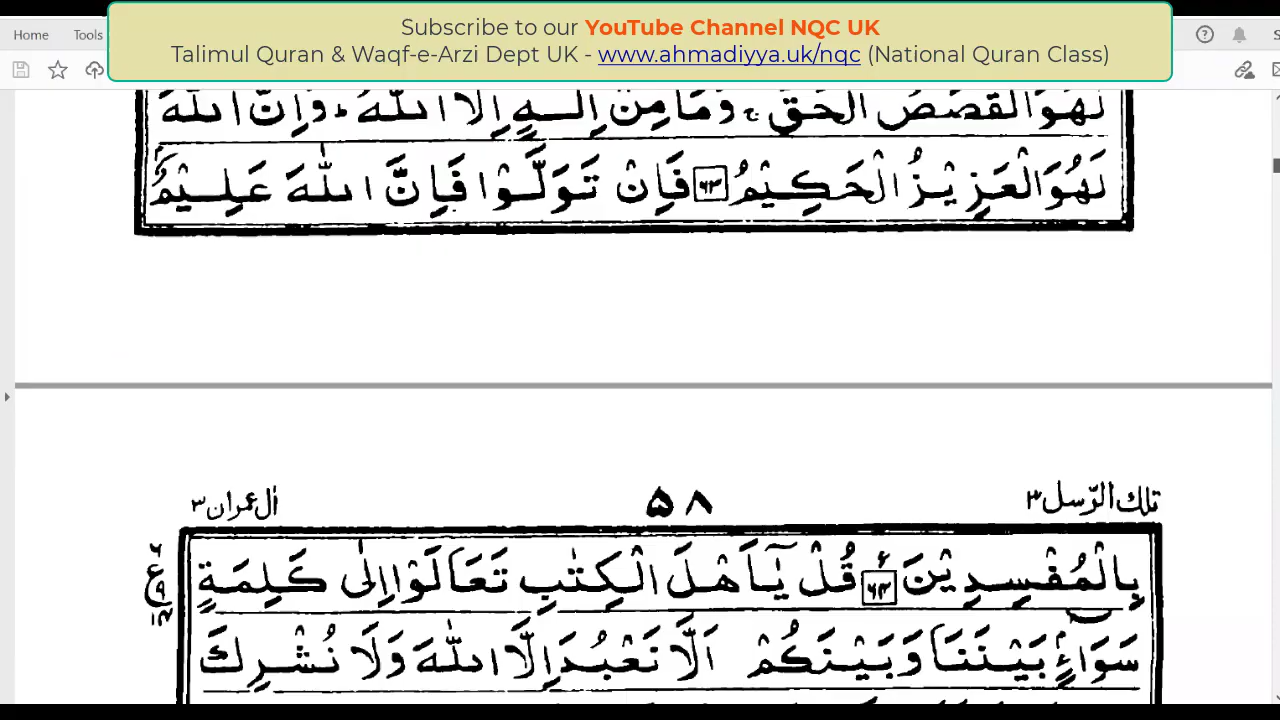 Subscribe to our YouTube Channel NQC UK
Talimul Quran & Waqf-e-Arzi Dept UK - www.ahmadiyya.uk/nqc (National Quran Class)
Home Tools
لَهُوَ الْقَصَصُ الْحَقُّ ۚ وَمَا مِنْ اِلٰهٍ اِلَّا اللّٰهُ ؕ وَاِنَّ اللّٰهَ
لَهُوَ الْعَزِيْزُ الْحَكِيْمُ ۶۳ فَاِنْ تَوَلَّوْا فَاِنَّ اللّٰهَ عَلِيْمٌۢ
تلك الرّسل ۳ ۵۸ اٰل عمران ۳
بِالْمُفْسِدِيْنَ ۶۴ قُلْ يٰۤاَهْلَ الْكِتٰبِ تَعَالَوْا اِلٰى كَلِمَةٍ
سَوَآءٍۭ بَيْنَنَا وَبَيْنَكُمْ اَلَّا نَعْبُدَ اِلَّا اللّٰهَ وَلَا نُشْرِكَ